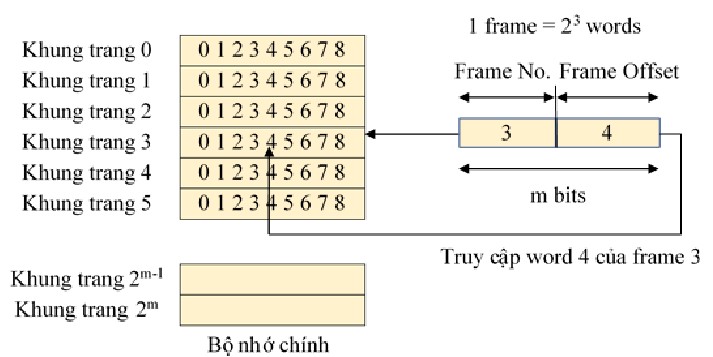 1 frame = 2³ words
Khung trang 0 0 1 2 3 4 5 6 7 8
Khung trang 1 0 1 2 3 4 5 6 7 8
Khung trang 2 0 1 2 3 4 5 6 7 8
Khung trang 3 0 1 2 3 4 5 6 7 8
Khung trang 4 0 1 2 3 4 5 6 7 8
Khung trang 5 0 1 2 3 4 5 6 7 8
Frame No. Frame Offset
3 4
m bits
Truy cập word 4 của frame 3
Khung trang 2ᵐ⁻¹
Khung trang 2ᵐ
Bộ nhớ chính